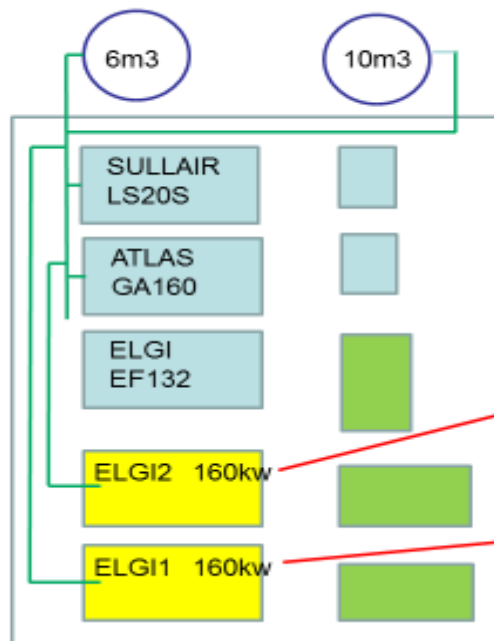 6m3
10m3
SULLAIR
LS20S
ATLAS
GA160
ELGI
EF132
ELGI2 160kw
ELGI1 160kw